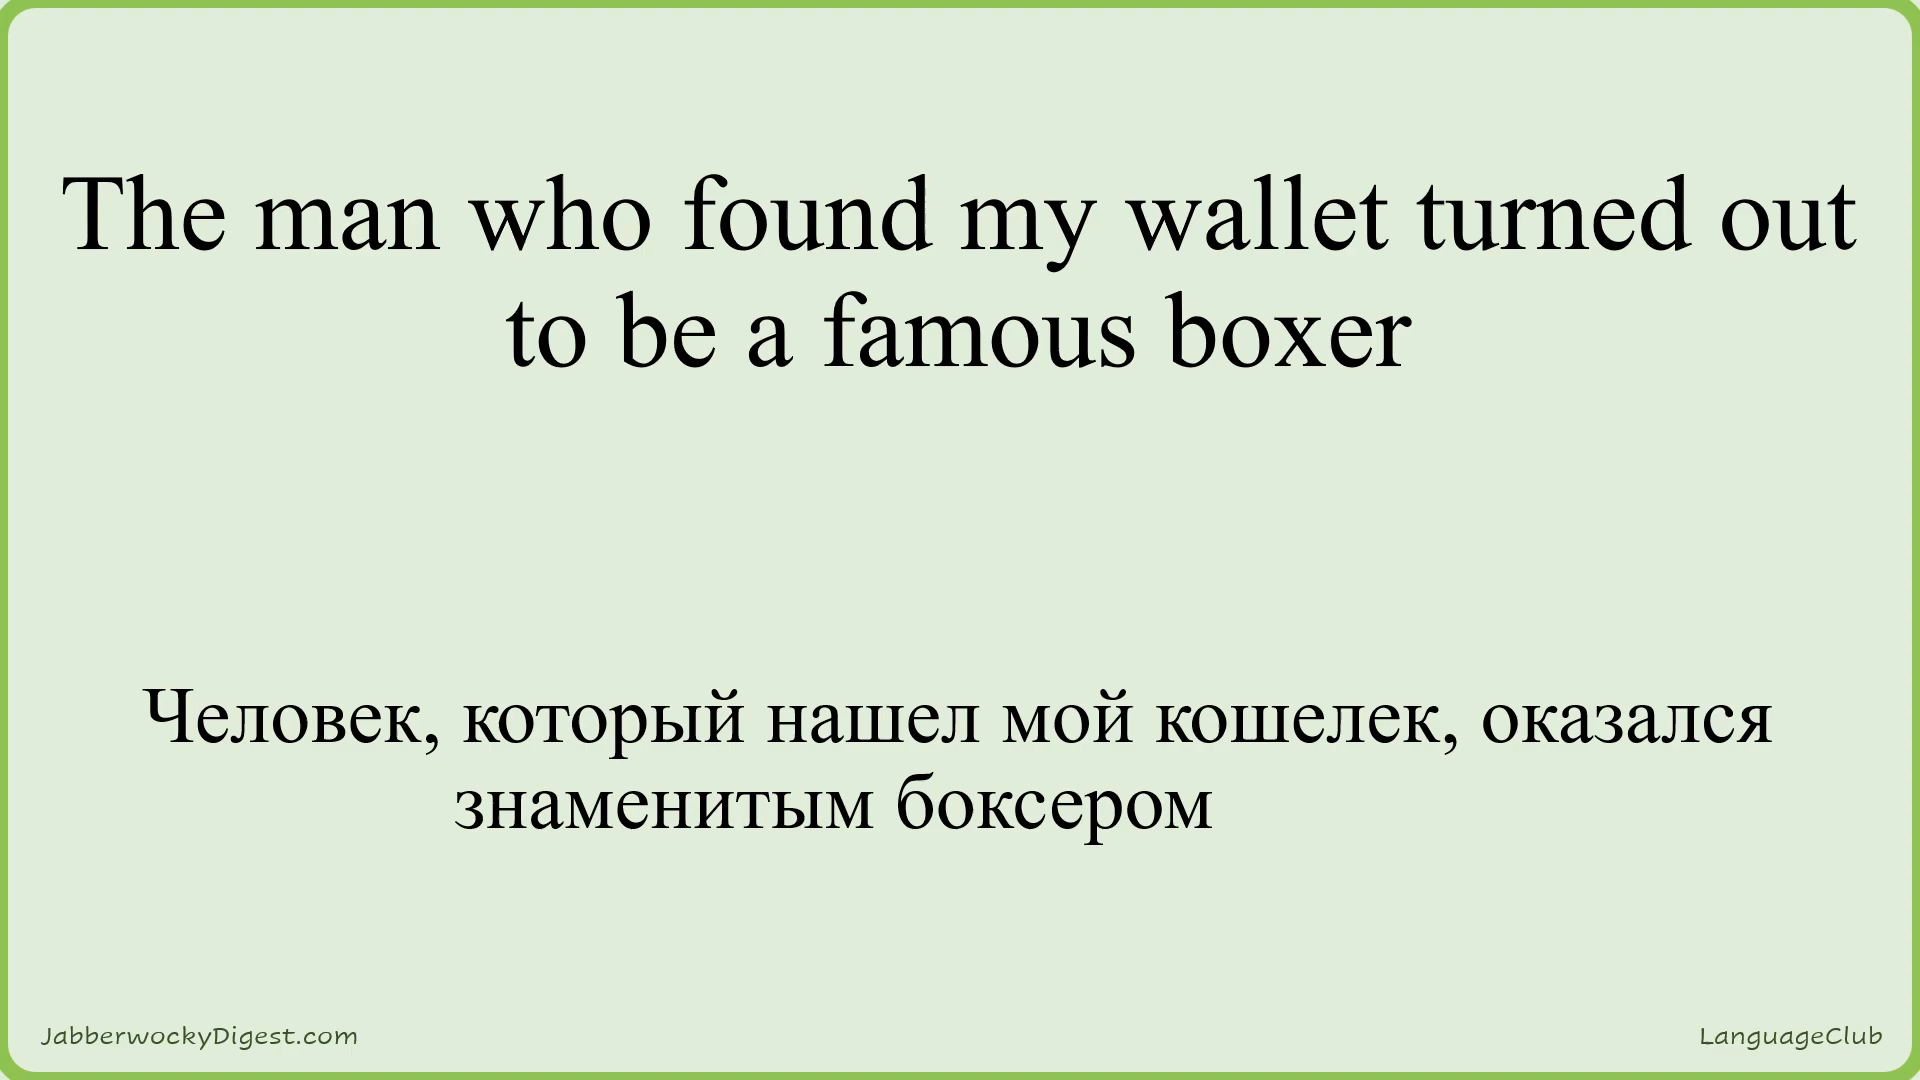 The man who found my wallet turned out
to be a famous boxer
Человек, который нашел мой кошелек, оказался
знаменитым боксером
JabberwockyDigest.com
LanguageClub